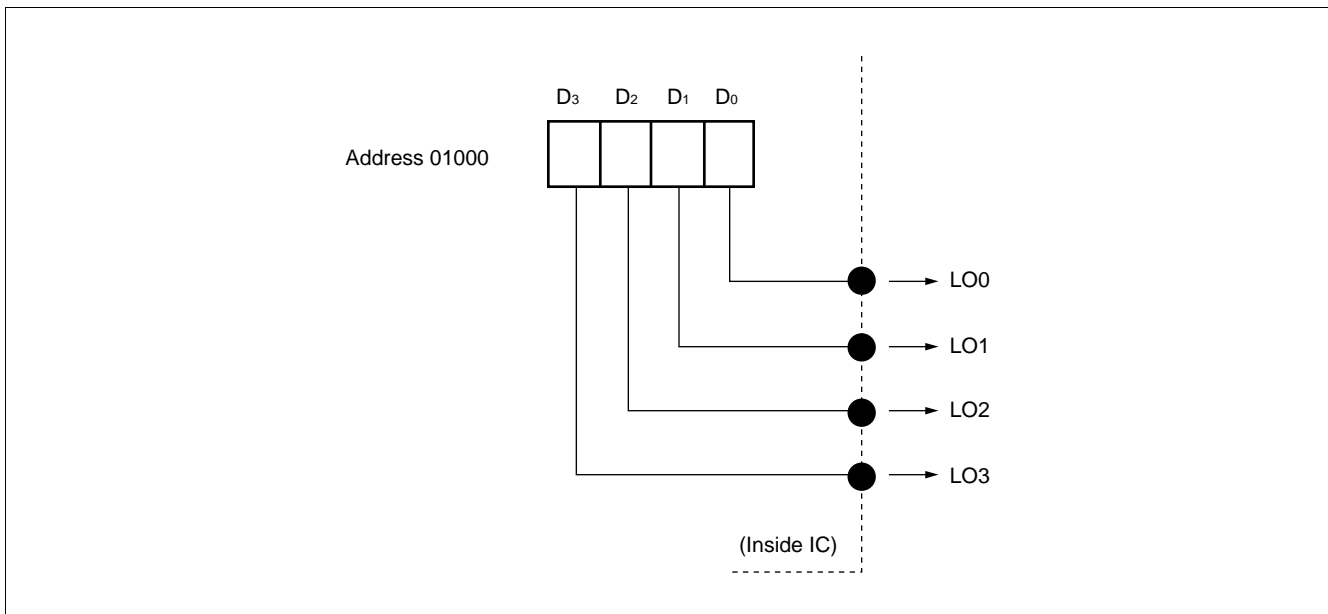 D₃ D₂ D₁ D₀
Address 01000
LO0
LO1
LO2
LO3
(Inside IC)